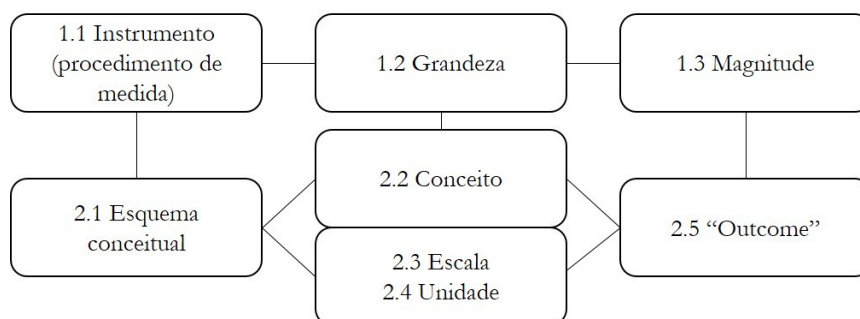 1.1 Instrumento
(procedimento de
medida)
1.2 Grandeza
1.3 Magnitude
2.1 Esquema
conceitual
2.2 Conceito
2.3 Escala
2.4 Unidade
2.5 “Outcome”